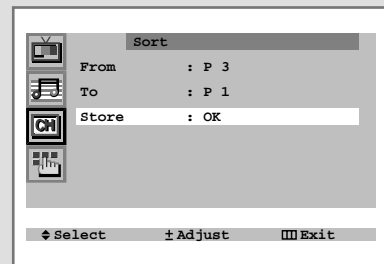 Sort
From : P 3
To : P 1
CH
Store : OK
Select ± Adjust Exit